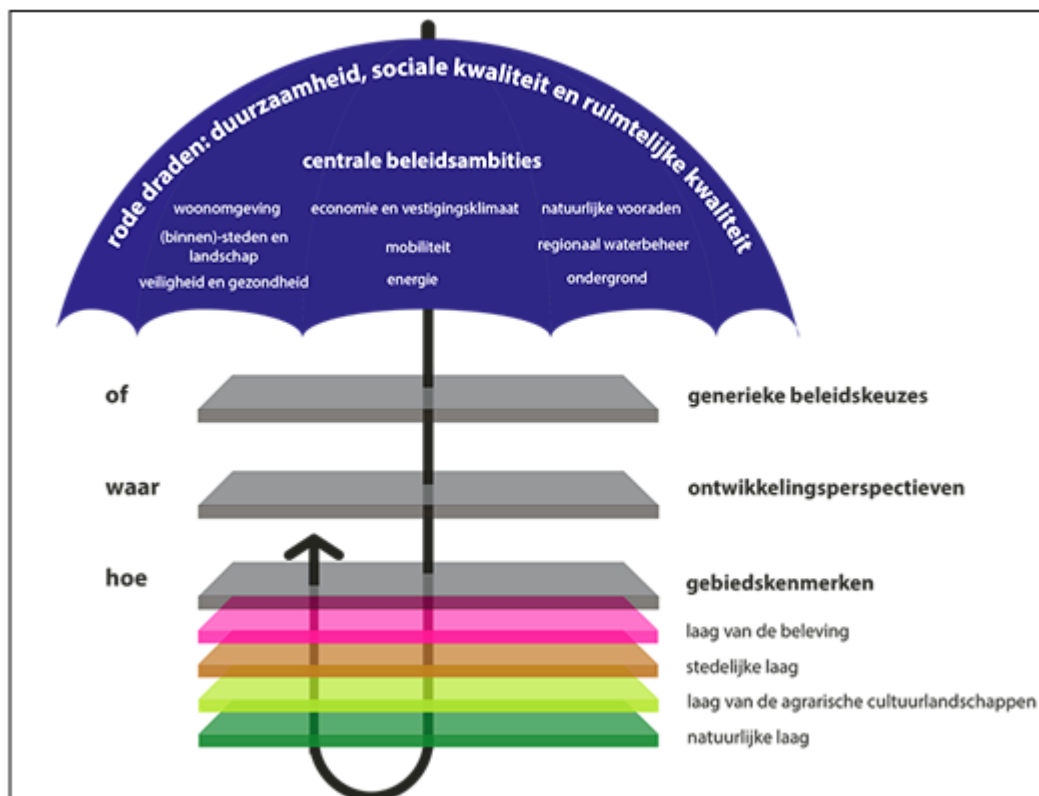 rode draden: duurzaamheid, sociale kwaliteit en ruimtelijke kwaliteit
centrale beleidsambities
woonomgeving
economie en vestigingsklimaat
natuurlijke vooraden
(binnen)-steden en
landschap
mobiliteit
regionaal waterbeheer
veiligheid en gezondheid
energie
ondergrond
of
generieke beleidskeuzes
waar
ontwikkelingsperspectieven
hoe
gebiedskenmerken
laag van de beleving
stedelijke laag
laag van de agrarische cultuurlandschappen
natuurlijke laag